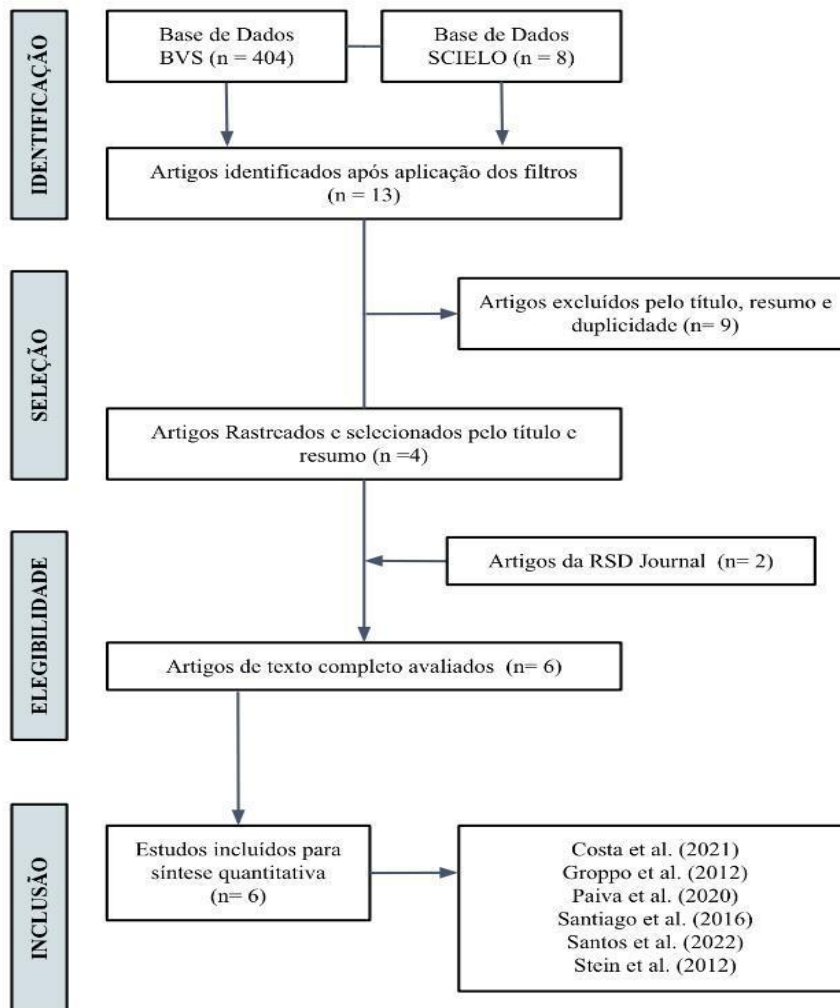 IDENTIFICAÇÃO
Base de Dados
BVS (n = 404)
Base de Dados
SCIELO (n = 8)
Artigos identificados após aplicação dos filtros
(n = 13)
SELEÇÃO
Artigos excluídos pelo título, resumo e
duplicidade (n= 9)
Artigos Rastreados e selecionados pelo título e
resumo (n =4)
ELEGIBILIDADE
Artigos da RSD Journal (n= 2)
Artigos de texto completo avaliados (n= 6)
INCLUSÃO
Estudos incluídos para
síntese quantitativa
(n= 6)
Costa et al. (2021)
Groppo et al. (2012)
Paiva et al. (2020)
Santiago et al. (2016)
Santos et al. (2022)
Stein et al. (2012)